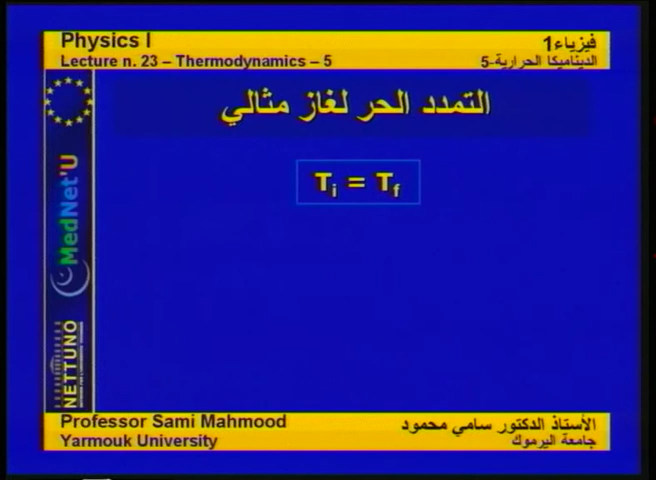 Physics I
فيزياء1
Lecture n. 23 – Thermodynamics – 5
الديناميكا الحرارية-5
التمدد الحر لغاز مثالي
Ti = Tf
MedNet'U
NETTUNO
Professor Sami Mahmood
الأستاذ الدكتور سامي محمود
Yarmouk University
جامعة اليرموك